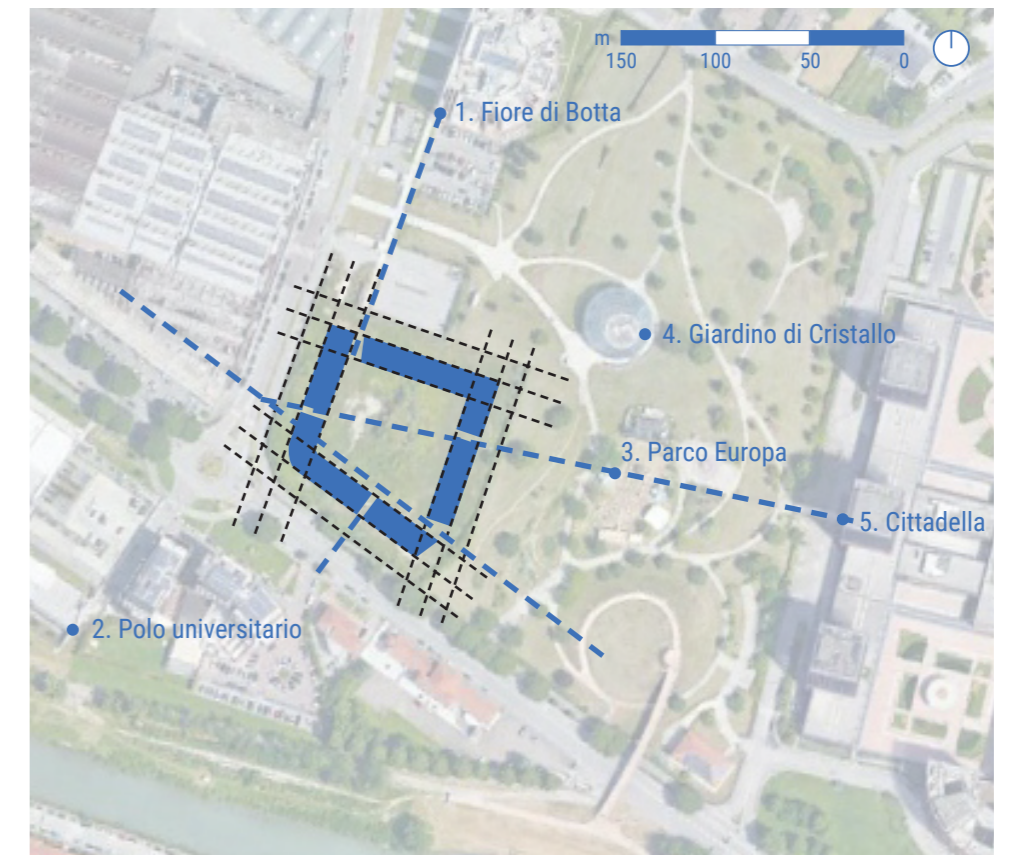 m
150 100 50 0
1. Fiore di Botta
4. Giardino di Cristallo
3. Parco Europa
5. Cittadella
2. Polo universitario